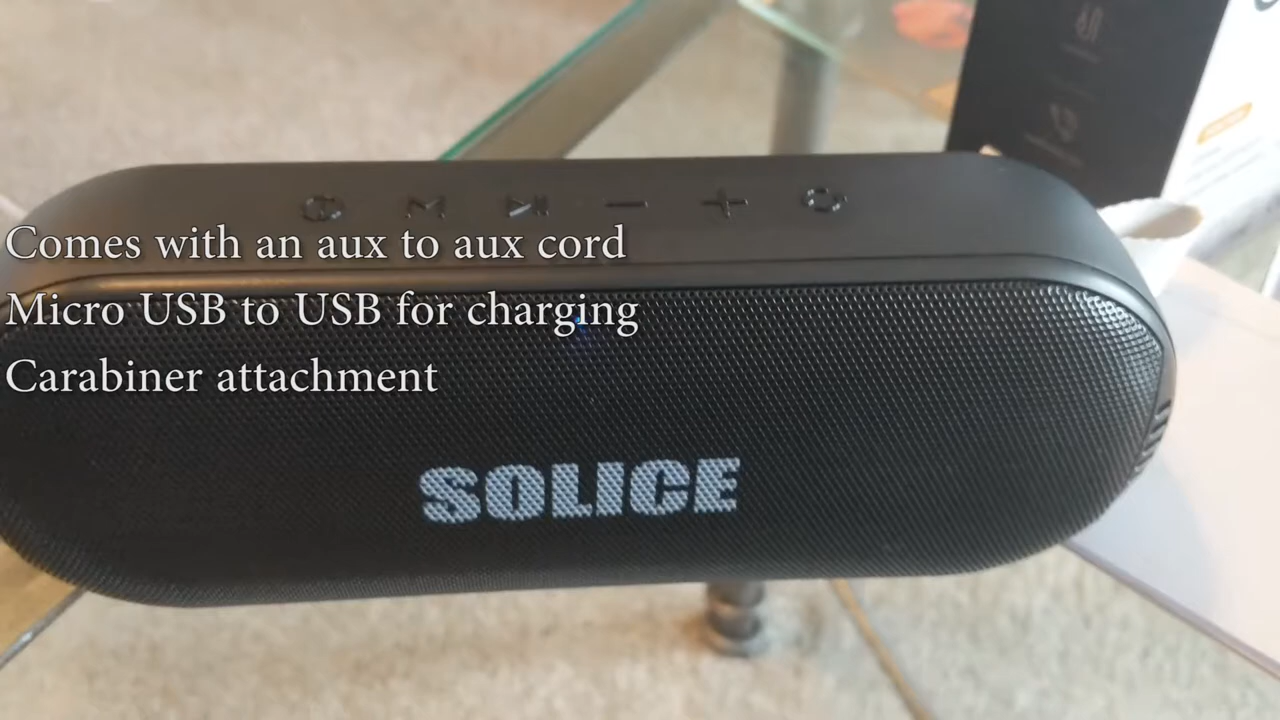 Comes with an aux to aux cord
Micro USB to USB for charging
Carabiner attachment
SOLICE